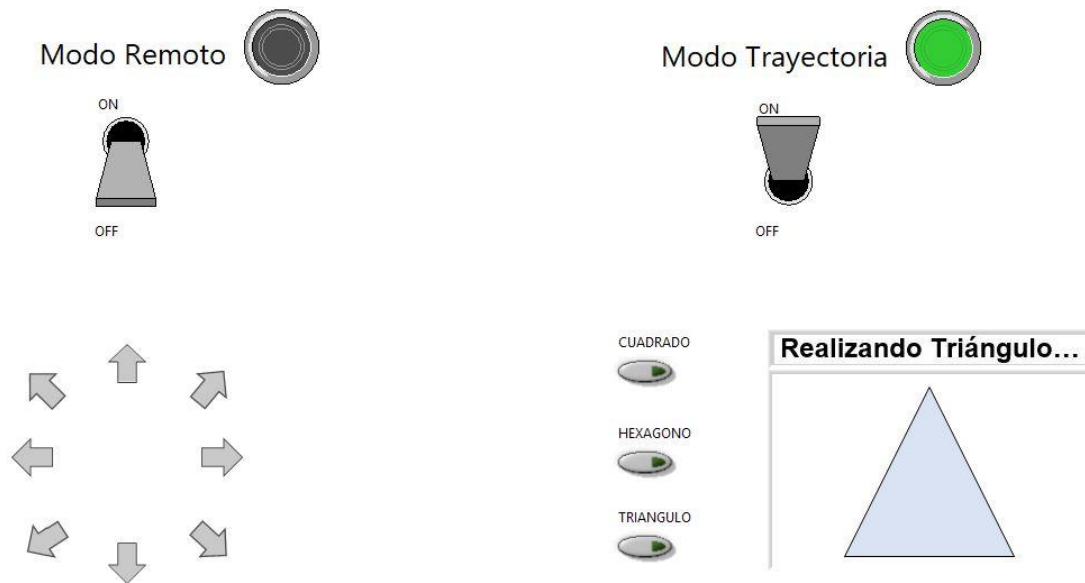 Modo Remoto
ON
OFF
Modo Trayectoria
ON
OFF
CUADRADO
HEXAGONO
TRIANGULO
Realizando Triángulo...